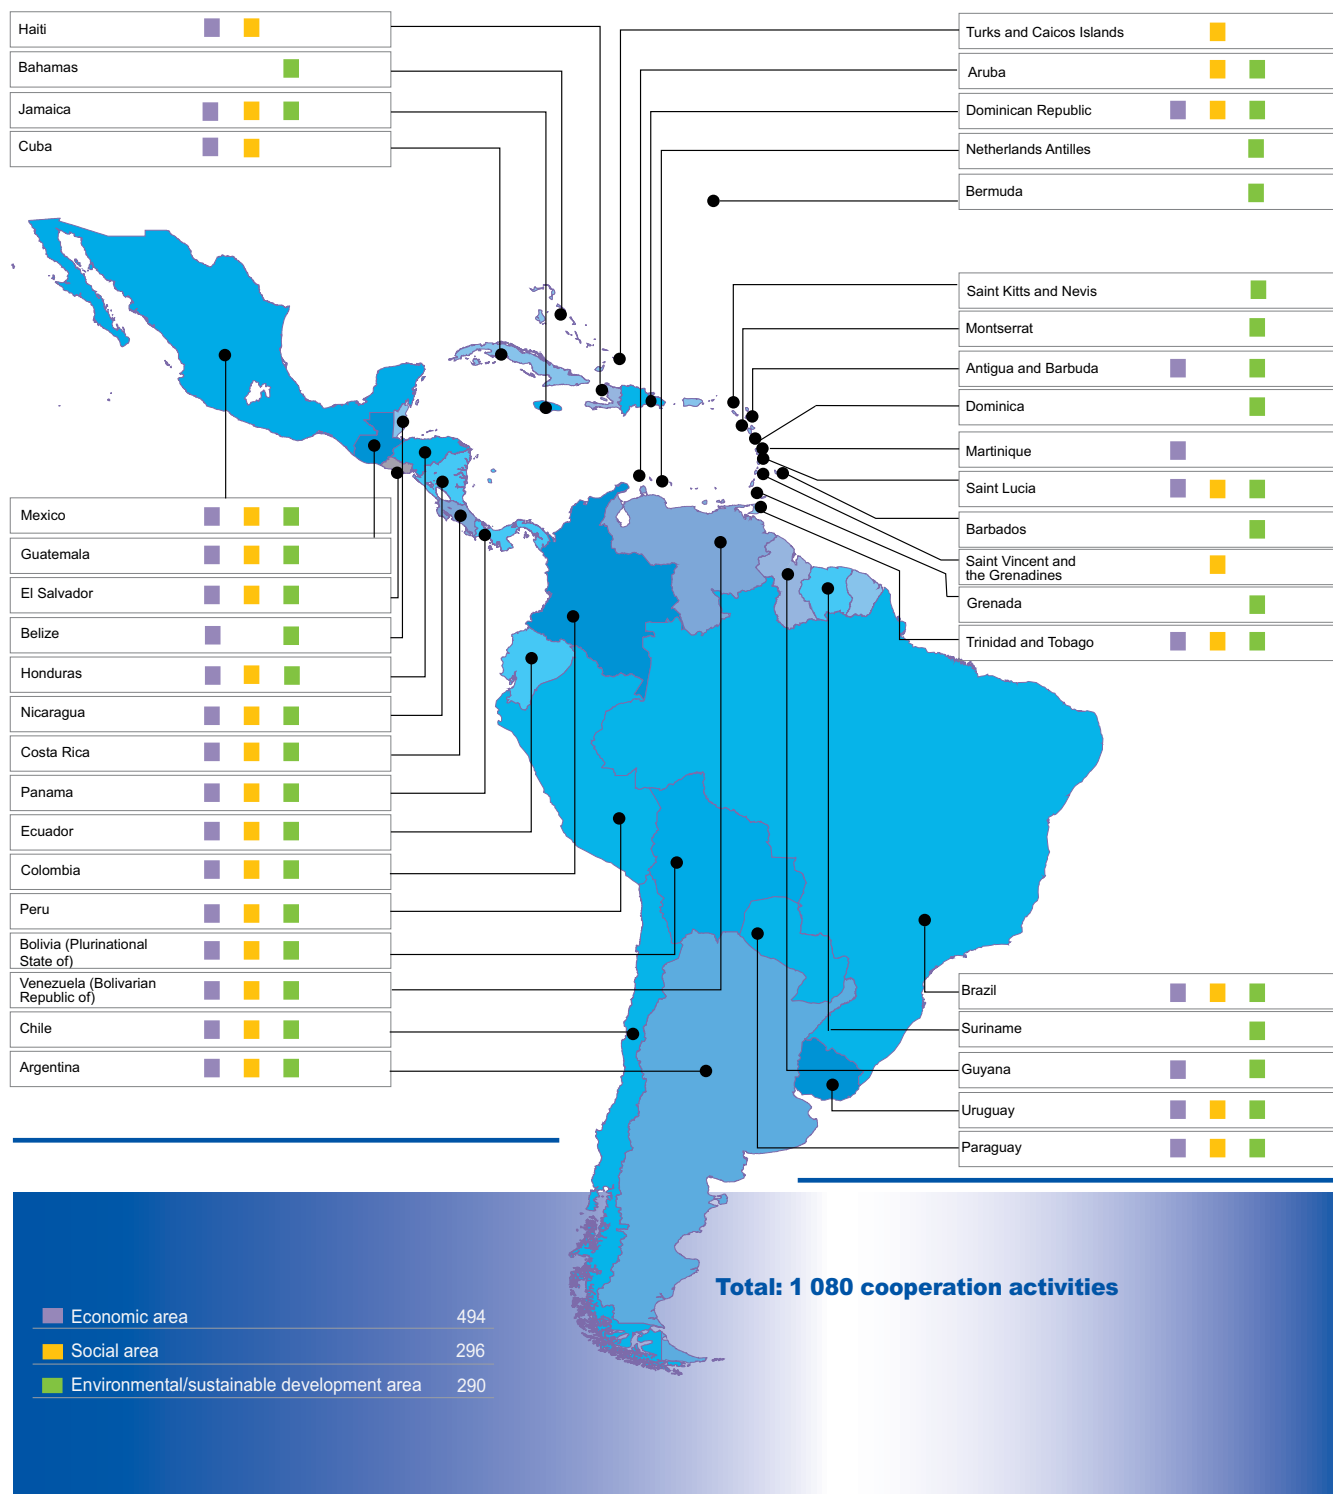 Haiti
Bahamas
Jamaica
Cuba
Turks and Caicos Islands
Aruba
Dominican Republic
Netherlands Antilles
Bermuda
Saint Kitts and Nevis
Montserrat
Antigua and Barbuda
Dominica
Martinique
Saint Lucia
Barbados
Saint Vincent and
the Grenadines
Grenada
Trinidad and Tobago
Mexico
Guatemala
El Salvador
Belize
Honduras
Nicaragua
Costa Rica
Panama
Ecuador
Colombia
Peru
Bolivia (Plurinational
State of)
Venezuela (Bolivarian
Republic of)
Chile
Argentina
Brazil
Suriname
Guyana
Uruguay
Paraguay
Total: 1 080 cooperation activities
Economic area 494
Social area 296
Environmental/sustainable development area 290